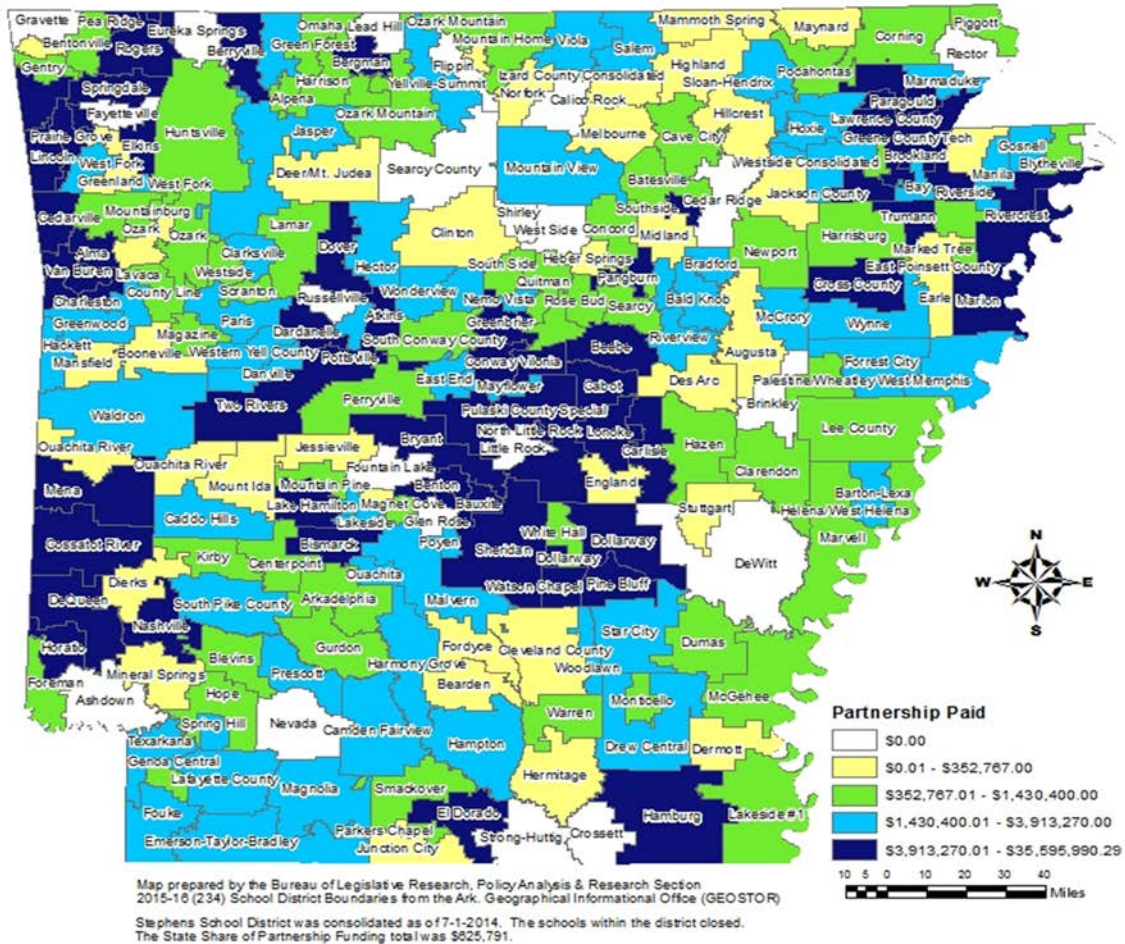 Gravette
Pea Ridge
Eureka Springs
Omaha
Lead Hill
Ozark Mountain
Mammoth Spring
Maynard
Piggott
Bentonville
Rogers
Berryville
Green Forest
Bergman
Mountain Home
Viola
Salem
Corning
Rector
Gentry
Flippin
Highland
Springdale
Harrison
Yellville-Summit
Izard County Consolidated
Sloan-Hendrix
Pocahontas
Marmaduke
Norfork
Calico Rock
Fayetteville
Alpena
Ozark Mountain
Hillcrest
Paragould
Huntsville
Melbourne
Lawrence County
Prairie Grove
Elkins
Jasper
Cave City
Hoxie
Greene County Tech
Gosnell
Lincoln
Brookland
West Fork
Deer/Mt. Judea
Searcy County
Mountain View
Westside Consolidated
Blytheville
Greenland
West Fork
Batesville
Jackson County
Bay
Riverside
Manila
Cedarville
Mountainburg
Shirley
Southside
Cedar Ridge
Rivercrest
Ozark
Lamar
Clinton
West Side
Concord
Trumann
Ozark
Dover
Midland
Newport
Harrisburg
Alma
Clarksville
Heber Springs
Marked Tree
Van Buren
Lavaca
Westside
Hector
South Side
Bradford
East Poinsett County
County Line
Scranton
Quitman
Pangburn
Cross County
Charleston
Russellville
Wonderview
Nemo Vista
Rose Bud
Searcy
Bald Knob
Earle
Marion
Greenwood
Paris
Atkins
McCrory
Magazine
Dardanelle
Greenbrier
Wynne
Hackett
South Conway County
Riverview
Booneville
Western Yell County
Pottsville
Beebe
Augusta
Mansfield
Danville
Conway
Vilonia
Forrest City
East End
Mayflower
Cabot
Des Arc
Palestine/Wheatley
West Memphis
Waldron
Two Rivers
Perryville
Pulaski County Special
Brinkley
Ouachita River
Jessieville
Bryant
North Little Rock
Lonoke
Lee County
Little Rock
Carlisle
Hazen
Ouachita River
Fountain Lake
Mena
Mount Ida
Mountain Pine
Benton
England
Clarendon
Lake Hamilton
Magnet Cove
Bauxite
Barton-Lexa
Caddo Hills
Lakeside
Glen Rose
Stuttgart
Helena/West Helena
Cossatot River
Bismarck
Poyen
White Hall
Dollarway
Marvell
Kirby
Sheridan
Dollarway
DeWitt
Dierks
Centerpoint
Ouachita
Watson Chapel
Pine Bluff
DeQueen
South Pike County
Arkadelphia
Malvern
Nashville
Fordyce
Star City
Horatio
Blevins
Gurdon
Cleveland County
Dumas
Mineral Springs
Prescott
Harmony Grove
Woodlawn
Foreman
Bearden
Ashdown
Hope
Monticello
McGehee
Spring Hill
Nevada
Camden Fairview
Warren
Texarkana
Hampton
Drew Central
Dermott
Genoa Central
Lafayette County
Hermitage
Magnolia
Smackover
Fouke
El Dorado
Hamburg
Lakeside #1
Emerson-Taylor-Bradley
Parkers Chapel
Strong-Huttig
Crossett
Junction City
N
W E
S
Partnership Paid
$0.00
$0.01 - $352,767.00
$352,767.01 - $1,430,400.00
$1,430,400.01 - $3,913,270.00
$3,913,270.01 - $35,595,990.29
10 5 0 10 20 30 40
Miles
Map prepared by the Bureau of Legislative Research, Policy Analysis & Research Section
2015-16 (234) School District Boundaries from the Ark. Geographical Informational Office (GEOSTOR)
Stephens School District was consolidated as of 7-1-2014. The schools within the district closed.
The State Share of Partnership Funding total was $625,791.